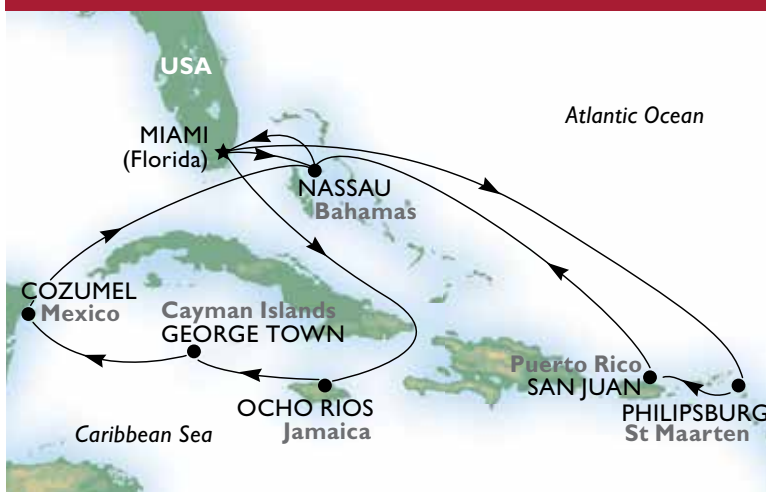 USA
Atlantic Ocean
MIAMI
(Florida)
NASSAU
Bahamas
COZUMEL
Mexico
Cayman Islands
GEORGE TOWN
Puerto Rico
SAN JUAN
OCHO RIOS
Jamaica
PHILIPSBURG
St Maarten
Caribbean Sea